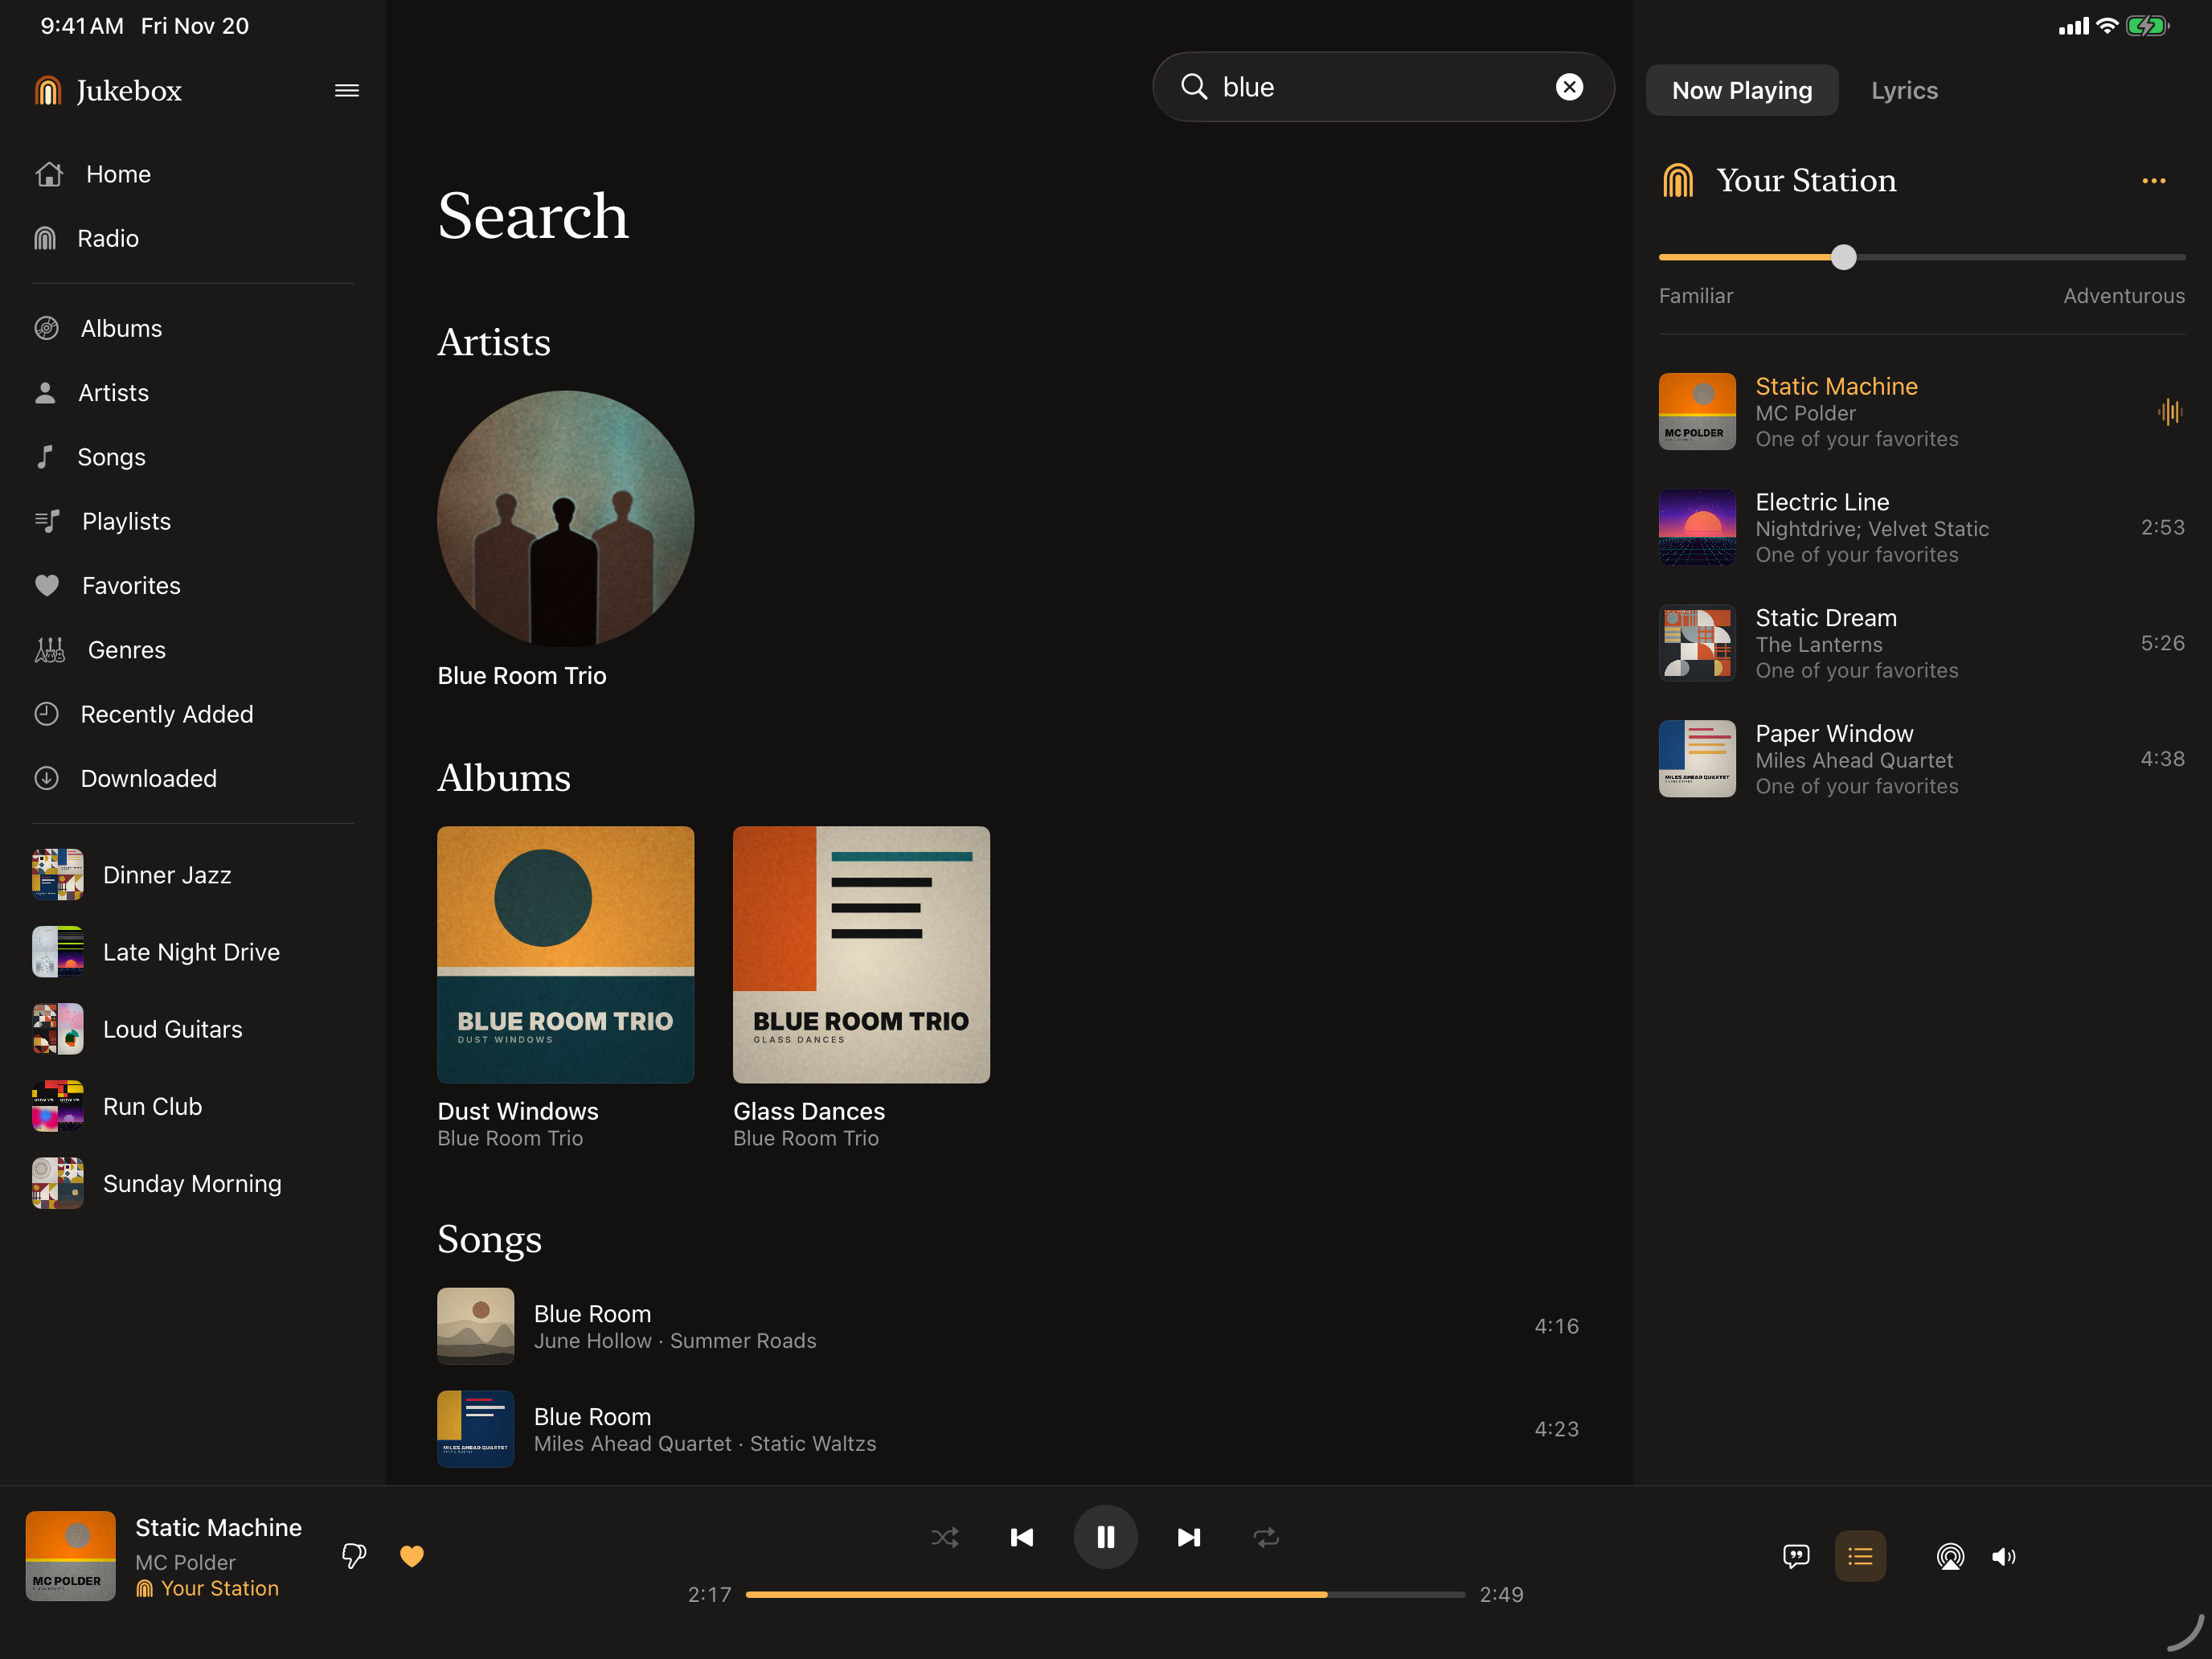 9:41 AM Fri Nov 20
Jukebox
Home
Radio
Albums
Artists
Songs
Playlists
Favorites
Genres
Recently Added
Downloaded
Dinner Jazz
Late Night Drive
Loud Guitars
Run Club
Sunday Morning
blue
Search
Artists
Blue Room Trio
Albums
BLUE ROOM TRIO
DUST WINDOWS
BLUE ROOM TRIO
GLASS DANCES
Dust Windows
Blue Room Trio
Glass Dances
Blue Room Trio
Songs
Blue Room
June Hollow · Summer Roads
4:16
MILES AHEAD QUARTET
Blue Room
Miles Ahead Quartet · Static Waltzs
4:23
Now Playing
Lyrics
Your Station
Familiar
Adventurous
MC POLDER
Static Machine
MC Polder
One of your favorites
Electric Line
Nightdrive; Velvet Static
One of your favorites
2:53
Static Dream
The Lanterns
One of your favorites
5:26
MILES AHEAD QUARTET
Paper Window
Miles Ahead Quartet
One of your favorites
4:38
MC POLDER
Static Machine
MC Polder
Your Station
2:17
2:49